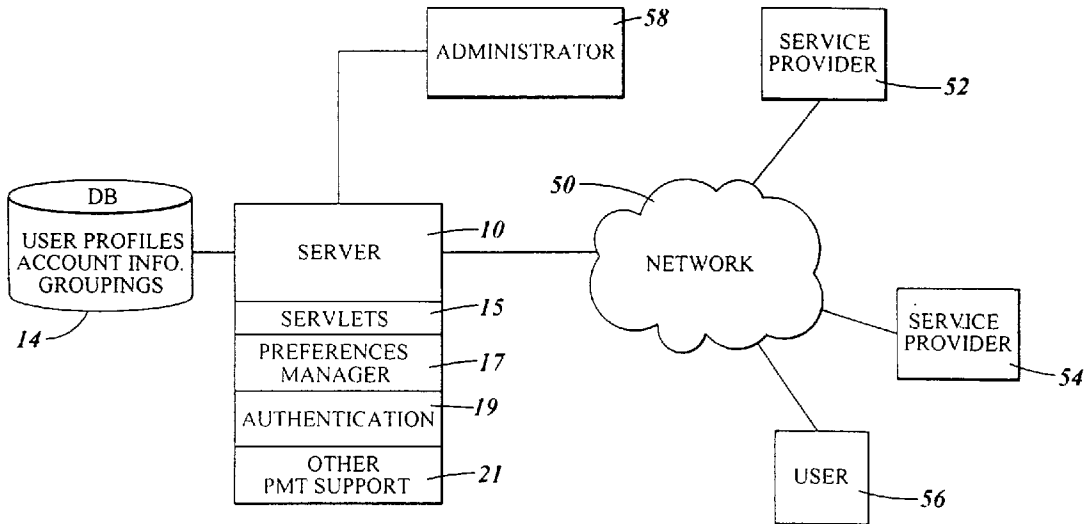 58
ADMINISTRATOR
SERVICE
PROVIDER
52
DB
USER PROFILES
ACCOUNT INFO.
GROUPINGS
14
SERVER
10
SERVLETS
15
PREFERENCES
MANAGER
17
AUTHENTICATION
19
OTHER
PMT SUPPORT
21
50
NETWORK
SERVICE
PROVIDER
54
USER
56